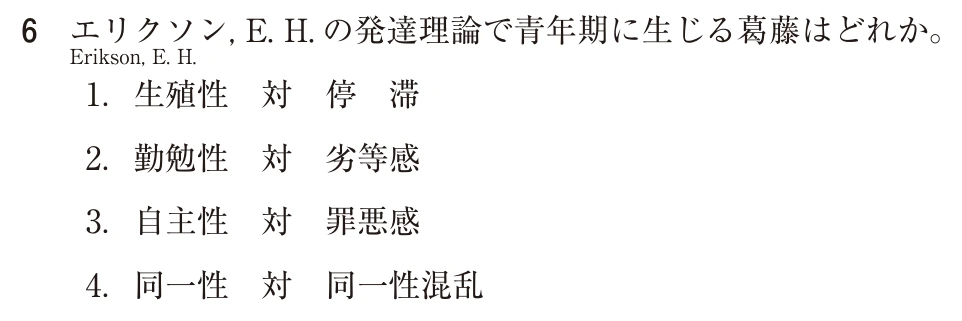 6 エリクソン, E. H. の発達理論で青年期に生じる葛藤はどれか。
Erikson, E. H.
1. 生殖性 対 停 滞
2. 勤勉性 対 劣等感
3. 自主性 対 罪悪感
4. 同一性 対 同一性混乱